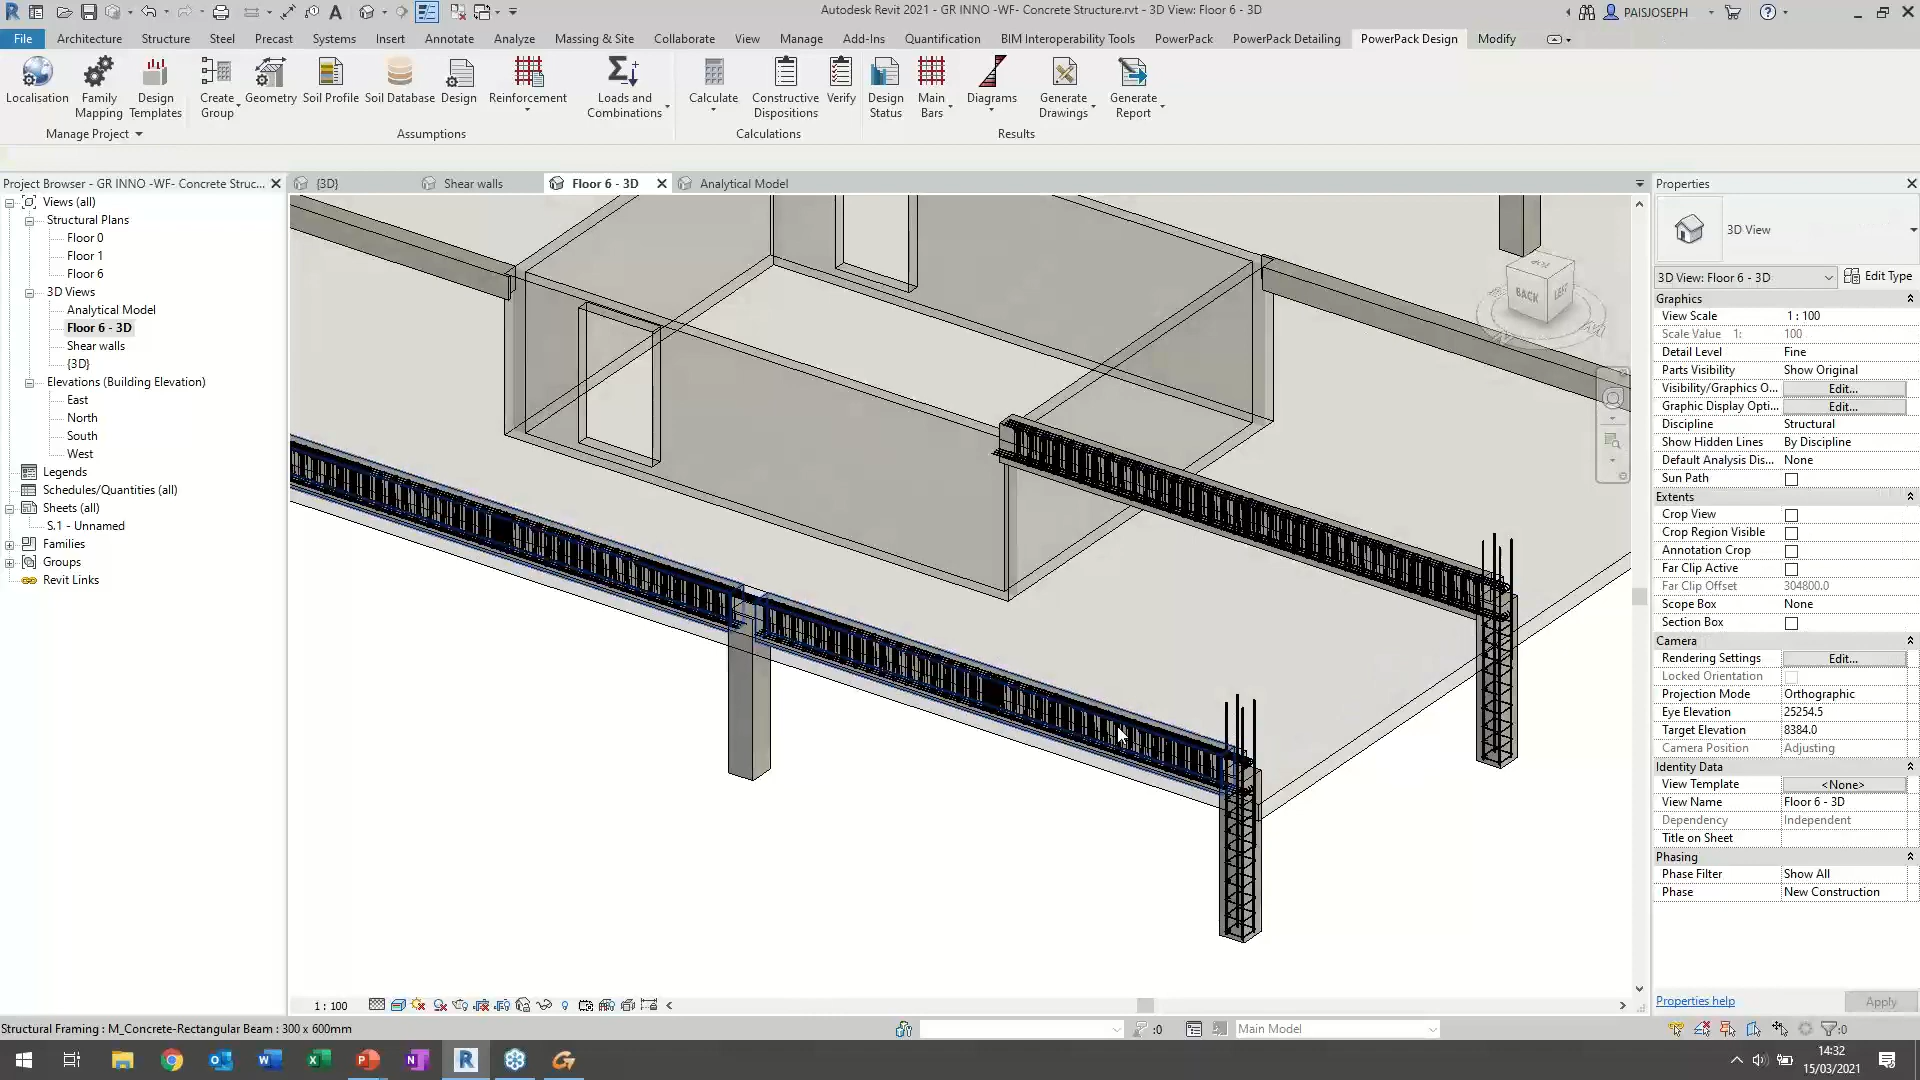 Autodesk Revit 2021 - GR INNO -WF- Concrete Structure.rvt - 3D View: Floor 6 - 3D
PAISJOSEPH
File Architecture Structure Steel Precast Systems Insert Annotate Analyze Massing & Site Collaborate View Manage Add-Ins Quantification BIM Interoperability Tools PowerPack PowerPack Detailing PowerPack Design Modify
Localisation Family Mapping Design Templates Create Group Geometry Soil Profile Soil Database Design Reinforcement Loads and Combinations Calculate Constructive Dispositions Verify Design Status Main Bars Diagrams Generate Drawings Generate Report
Manage Project Assumptions Calculations Results
Project Browser - GR INNO -WF- Concrete Struc...
{3D} Shear walls Floor 6 - 3D Analytical Model
Views (all)
Structural Plans
Floor 0
Floor 1
Floor 6
3D Views
Analytical Model
Floor 6 - 3D
Shear walls
{3D}
Elevations (Building Elevation)
East
North
South
West
Legends
Schedules/Quantities (all)
Sheets (all)
S.1 - Unnamed
Families
Groups
Revit Links
TOP
BACK
LEFT
Properties
3D View
3D View: Floor 6 - 3D Edit Type
Graphics
View Scale 1 : 100
Scale Value 1: 100
Detail Level Fine
Parts Visibility Show Original
Visibility/Graphics O... Edit...
Graphic Display Opti... Edit...
Discipline Structural
Show Hidden Lines By Discipline
Default Analysis Dis... None
Sun Path
Extents
Crop View
Crop Region Visible
Annotation Crop
Far Clip Active
Far Clip Offset 304800.0
Scope Box None
Section Box
Camera
Rendering Settings Edit...
Locked Orientation
Projection Mode Orthographic
Eye Elevation 25254.5
Target Elevation 8384.0
Camera Position Adjusting
Identity Data
View Template <None>
View Name Floor 6 - 3D
Dependency Independent
Title on Sheet
Phasing
Phase Filter Show All
Phase New Construction
Properties help Apply
1 : 100
Structural Framing : M_Concrete-Rectangular Beam : 300 x 600mm
:0
Main Model
:0
14:32
15/03/2021